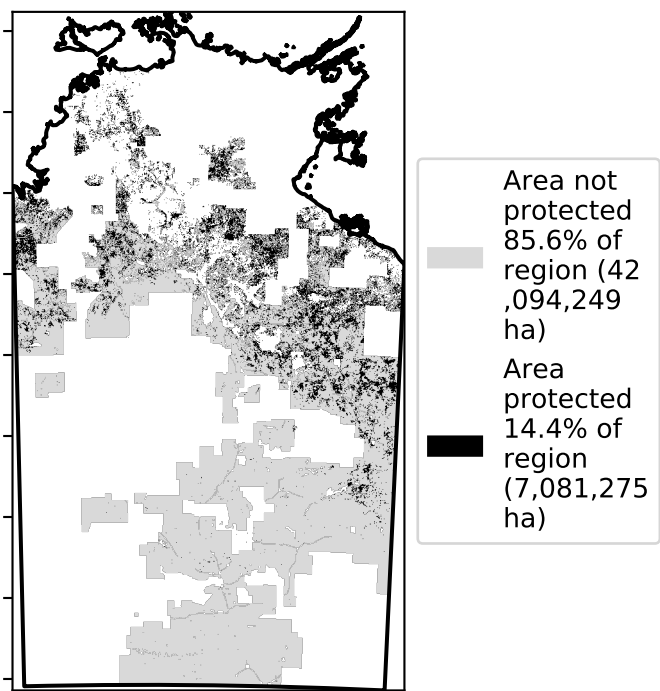 Area not
protected
85.6% of
region (42
,094,249
ha)
Area
protected
14.4% of
region
(7,081,275
ha)